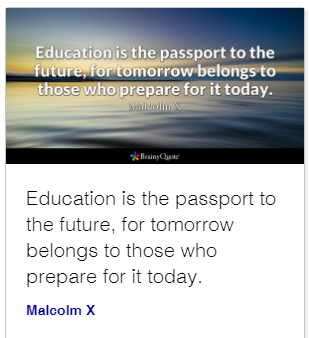 Education is the passport to the
future, for tomorrow belongs to
those who prepare for it today.
Malcolm X
BrainyQuote
Education is the passport to
the future, for tomorrow
belongs to those who
prepare for it today.
Malcolm X